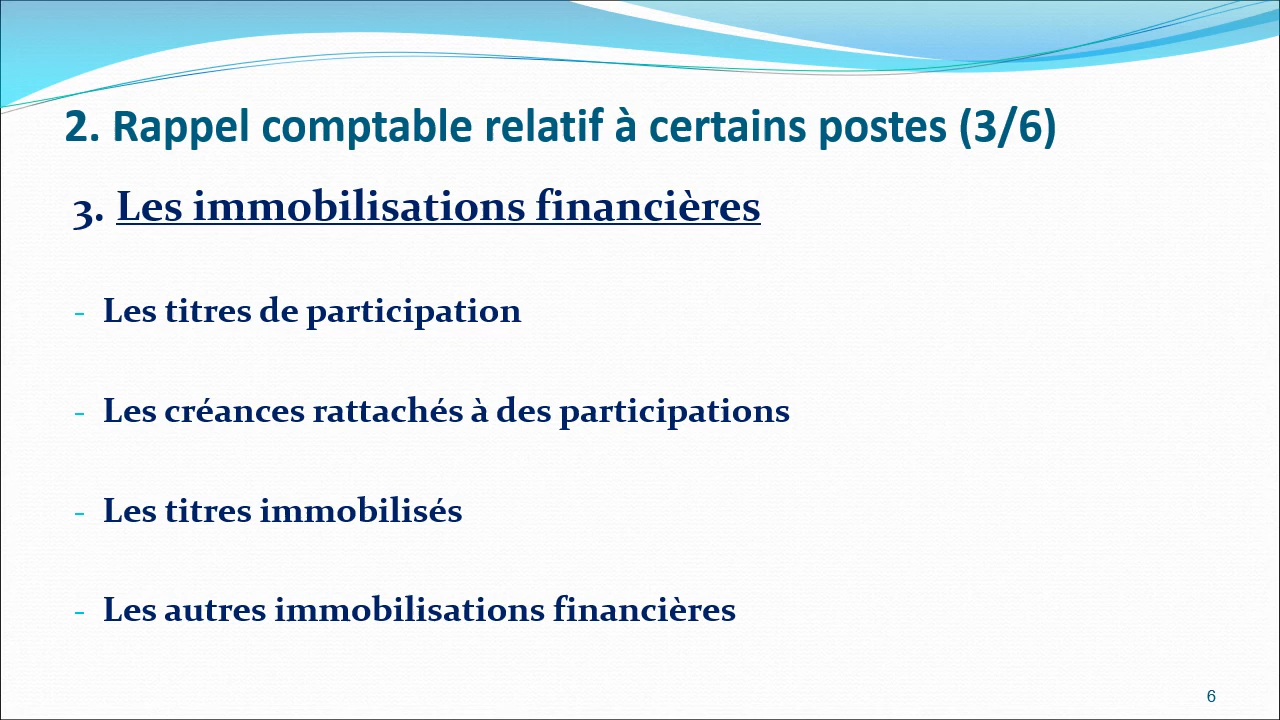 2. Rappel comptable relatif à certains postes (3/6)
3. Les immobilisations financières
- Les titres de participation
- Les créances rattachés à des participations
- Les titres immobilisés
- Les autres immobilisations financières
6